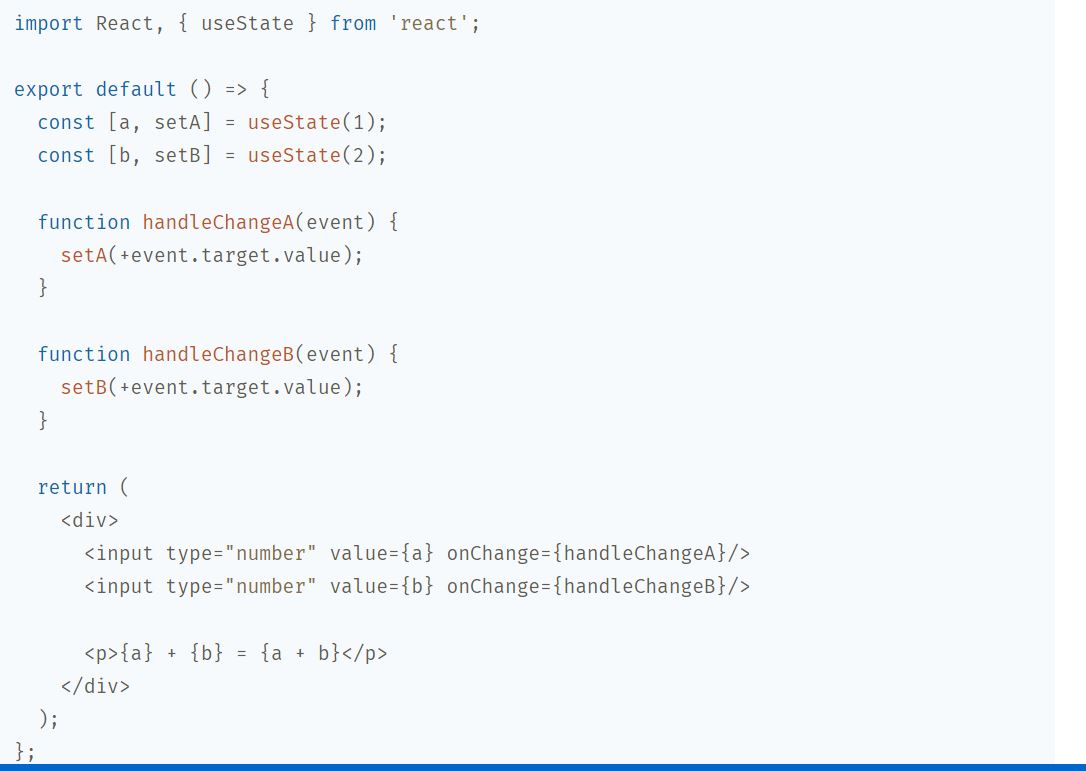 import React, { useState } from 'react';

export default () => {
  const [a, setA] = useState(1);
  const [b, setB] = useState(2);

  function handleChangeA(event) {
    setA(+event.target.value);
  }

  function handleChangeB(event) {
    setB(+event.target.value);
  }

  return (
    <div>
      <input type="number" value={a} onChange={handleChangeA}/>
      <input type="number" value={b} onChange={handleChangeB}/>

      <p>{a} + {b} = {a + b}</p>
    </div>
  );
};